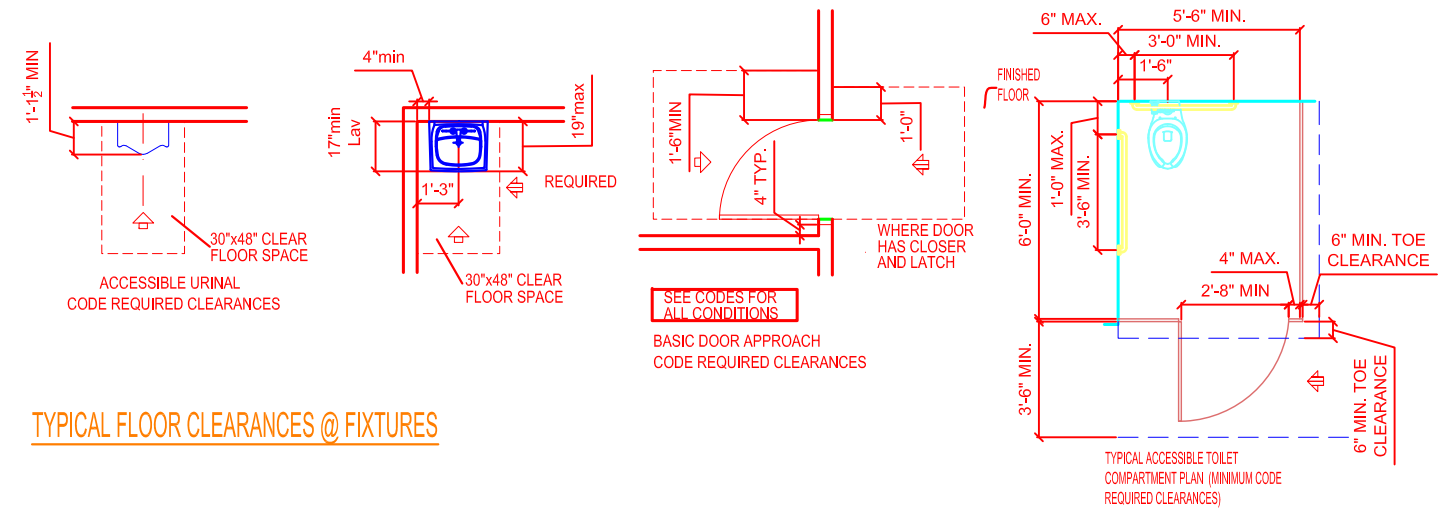 1'-1½" MIN
30"x48" CLEAR
FLOOR SPACE
ACCESSIBLE URINAL
CODE REQUIRED CLEARANCES
4"min
17"min
Lav
19"max
1'-3"
REQUIRED
30"x48" CLEAR
FLOOR SPACE
1'-6"MIN
1'-0"
4" TYP.
WHERE DOOR
HAS CLOSER
AND LATCH
SEE CODES FOR
ALL CONDITIONS
BASIC DOOR APPROACH
CODE REQUIRED CLEARANCES
6" MAX.
5'-6" MIN.
3'-0" MIN.
1'-6"
FINISHED
FLOOR
1'-0" MAX.
3'-6" MIN.
6'-0" MIN.
6" MIN. TOE
CLEARANCE
4" MAX.
2'-8" MIN
3'-6" MIN.
6" MIN. TOE
CLEARANCE
TYPICAL ACCESSIBLE TOILET
COMPARTMENT PLAN (MINIMUM CODE
REQUIRED CLEARANCES)
TYPICAL FLOOR CLEARANCES @ FIXTURES